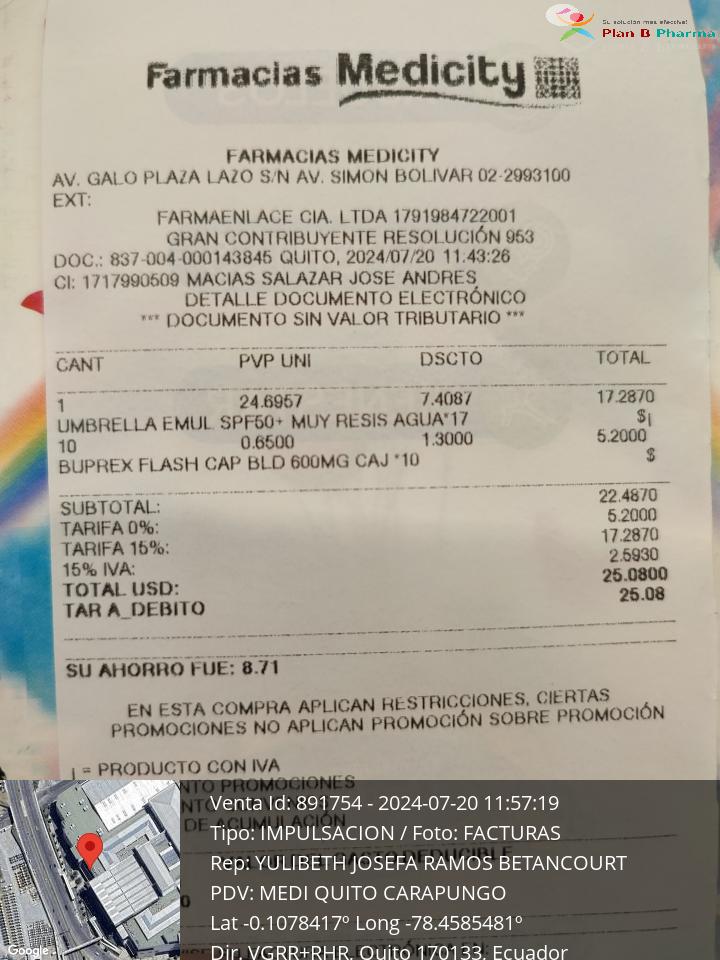 Su solución más efectiva!
Plan B Pharma
Farmacias Medicity
FARMACIAS MEDICITY
AV. GALO PLAZA LAZO S/N AV. SIMON BOLIVAR 02-2993100
EXT:
FARMAENLACE CIA. LTDA 1791984722001
GRAN CONTRIBUYENTE RESOLUCIÓN 953
DOC.: 837-004-000143845 QUITO, 2024/07/20 11.43:26
CI: 1717990509 MACIAS SALAZAR JOSE ANDRES
DETALLE DOCUMENTO ELECTRÓNICO
*** DOCUMENTO SIN VALOR TRIBUTARIO ***
CANT PVP UNI DSCTO TOTAL
1 24.6957 7.4087 17.2870
UMBRELLA EMUL SPF50+ MUY RESIS AGUA*17 $¡
10 0.6500 1.3000 5.2000
BUPREX FLASH CAP BLD 600MG CAJ *10 $
SUBTOTAL: 22.4870
TARIFA 0%: 5.2000
TARIFA 15%: 17.2870
15% IVA: 2.5930
TOTAL USD: 25.0800
TAR A_DEBITO 25.08
SU AHORRO FUE: 8.71
EN ESTA COMPRA APLICAN RESTRICCIONES, CIERTAS
PROMOCIONES NO APLICAN PROMOCIÓN SOBRE PROMOCIÓN
¡ = PRODUCTO CON IVA
PROMOCIONES
DE ACUMULACIÓN
Venta Id: 891754 - 2024-07-20 11:57:19
Tipo: IMPULSACION / Foto: FACTURAS
Rep: YULIBETH JOSEFA RAMOS BETANCOURT
PDV: MEDI QUITO CARAPUNGO
Lat -0.1078417º Long -78.4585481º
Dir. VGRR+RHR, Quito 170133, Ecuador
Google